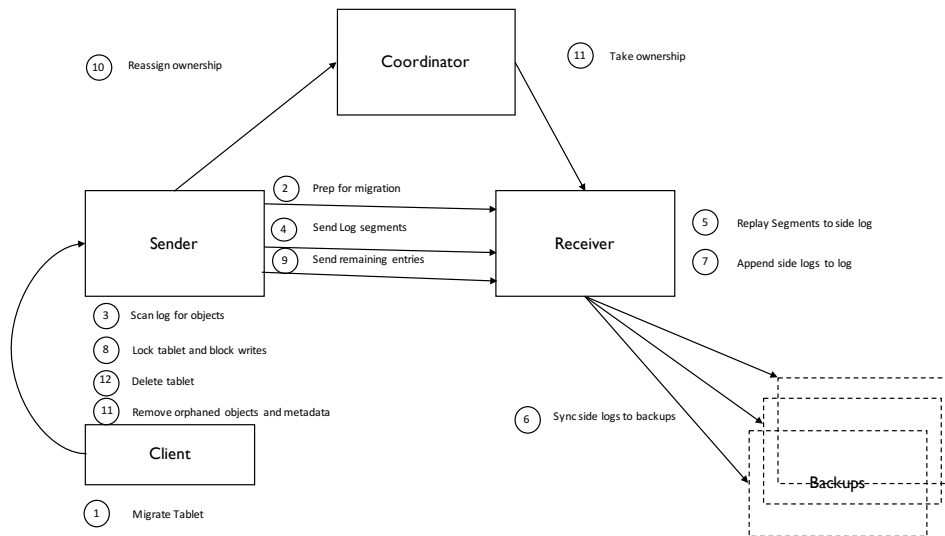 10 Reassign ownership
Coordinator
11 Take ownership
2 Prep for migration
4 Send Log segments
9 Send remaining entries
Sender
Receiver
5 Replay Segments to side log
7 Append side logs to log
3 Scan log for objects
8 Lock tablet and block writes
12 Delete tablet
11 Remove orphaned objects and metadata
6 Sync side logs to backups
Client
Backups
1 Migrate Tablet